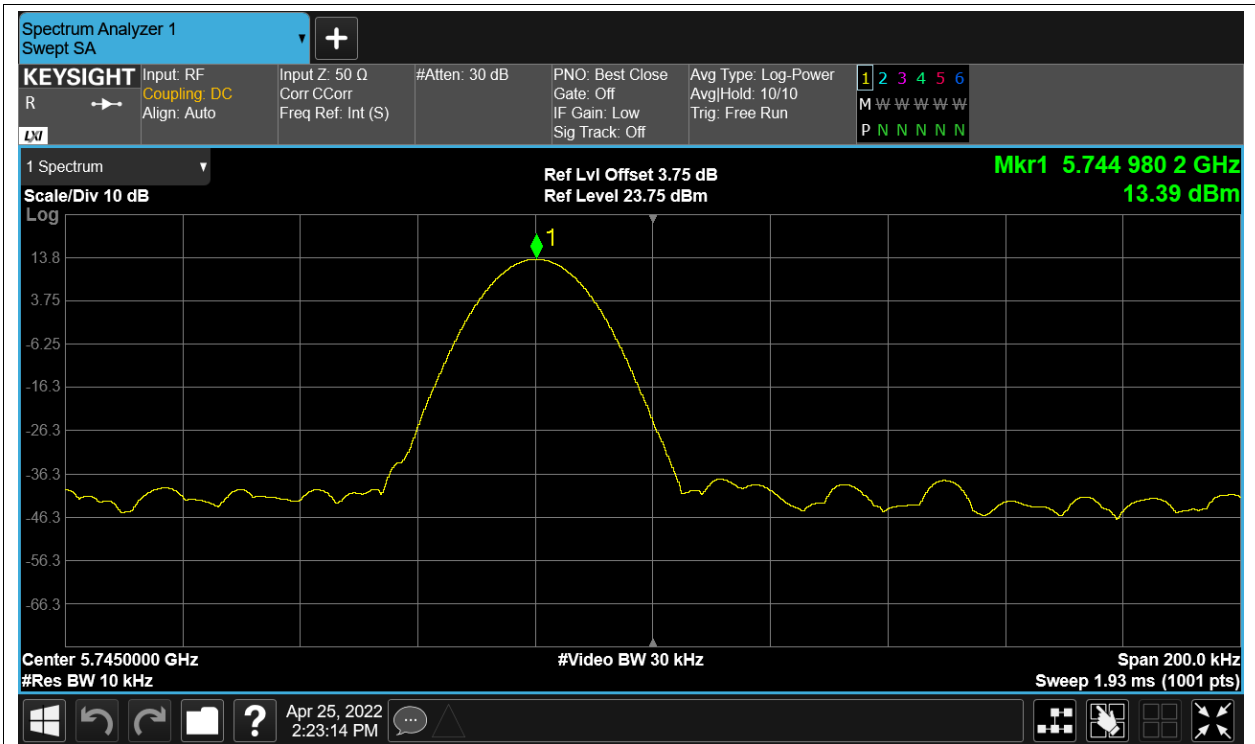 Spectrum Analyzer 1
Swept SA
KEYSIGHT
R
LXI
Input: RF
Coupling: DC
Align: Auto
Input Z: 50 Ω
Corr CCorr
Freq Ref: Int (S)
#Atten: 30 dB
PNO: Best Close
Gate: Off
IF Gain: Low
Sig Track: Off
Avg Type: Log-Power
Avg|Hold: 10/10
Trig: Free Run
1 2 3 4 5 6
M W W W W W W
P N N N N N N
1 Spectrum
Scale/Div 10 dB
Ref Lvl Offset 3.75 dB
Ref Level 23.75 dBm
Mkr1 5.744 980 2 GHz
13.39 dBm
Log
1
13.8
3.75
-6.25
-16.3
-26.3
-36.3
-46.3
-56.3
-66.3
Center 5.7450000 GHz
#Res BW 10 kHz
#Video BW 30 kHz
Span 200.0 kHz
Sweep 1.93 ms (1001 pts)
?
Apr 25, 2022
2:23:14 PM